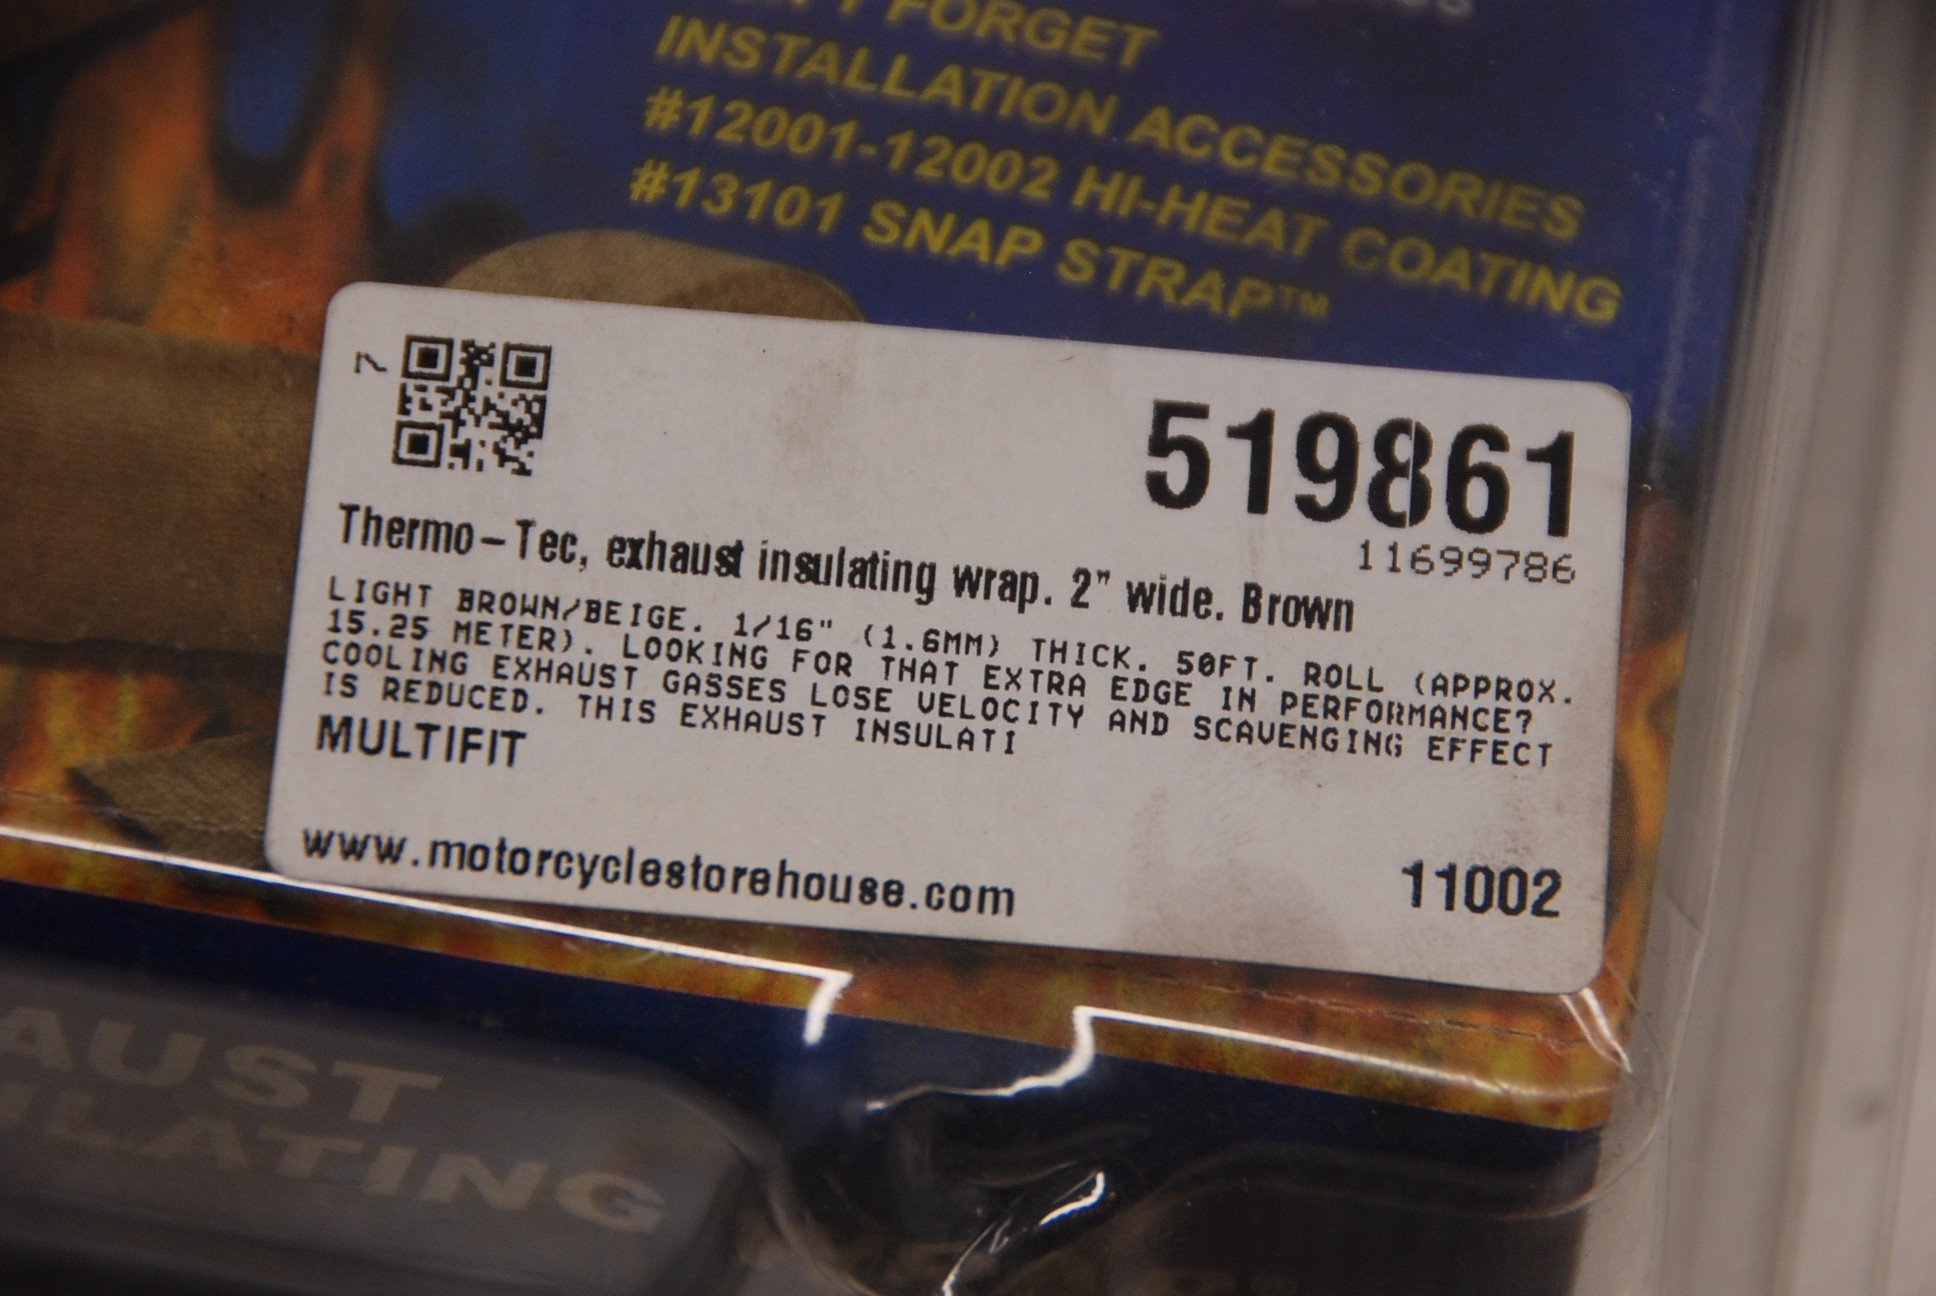 FORGET
INSTALLATION ACCESSORIES
#12001-12002 HI-HEAT COATING
#13101 SNAP STRAP™
7
519861
11699786
Thermo-Tec, exhaust insulating wrap. 2" wide. Brown
LIGHT BROWN/BEIGE. 1/16" (1.6MM) THICK. 50FT. ROLL (APPROX.
15.25 METER). LOOKING FOR THAT EXTRA EDGE IN PERFORMANCE?
COOLING EXHAUST GASSES LOSE VELOCITY AND SCAVENGING EFFECT
IS REDUCED. THIS EXHAUST INSULATI
MULTIFIT
www.motorcyclestorehouse.com
11002
AUST
LATING